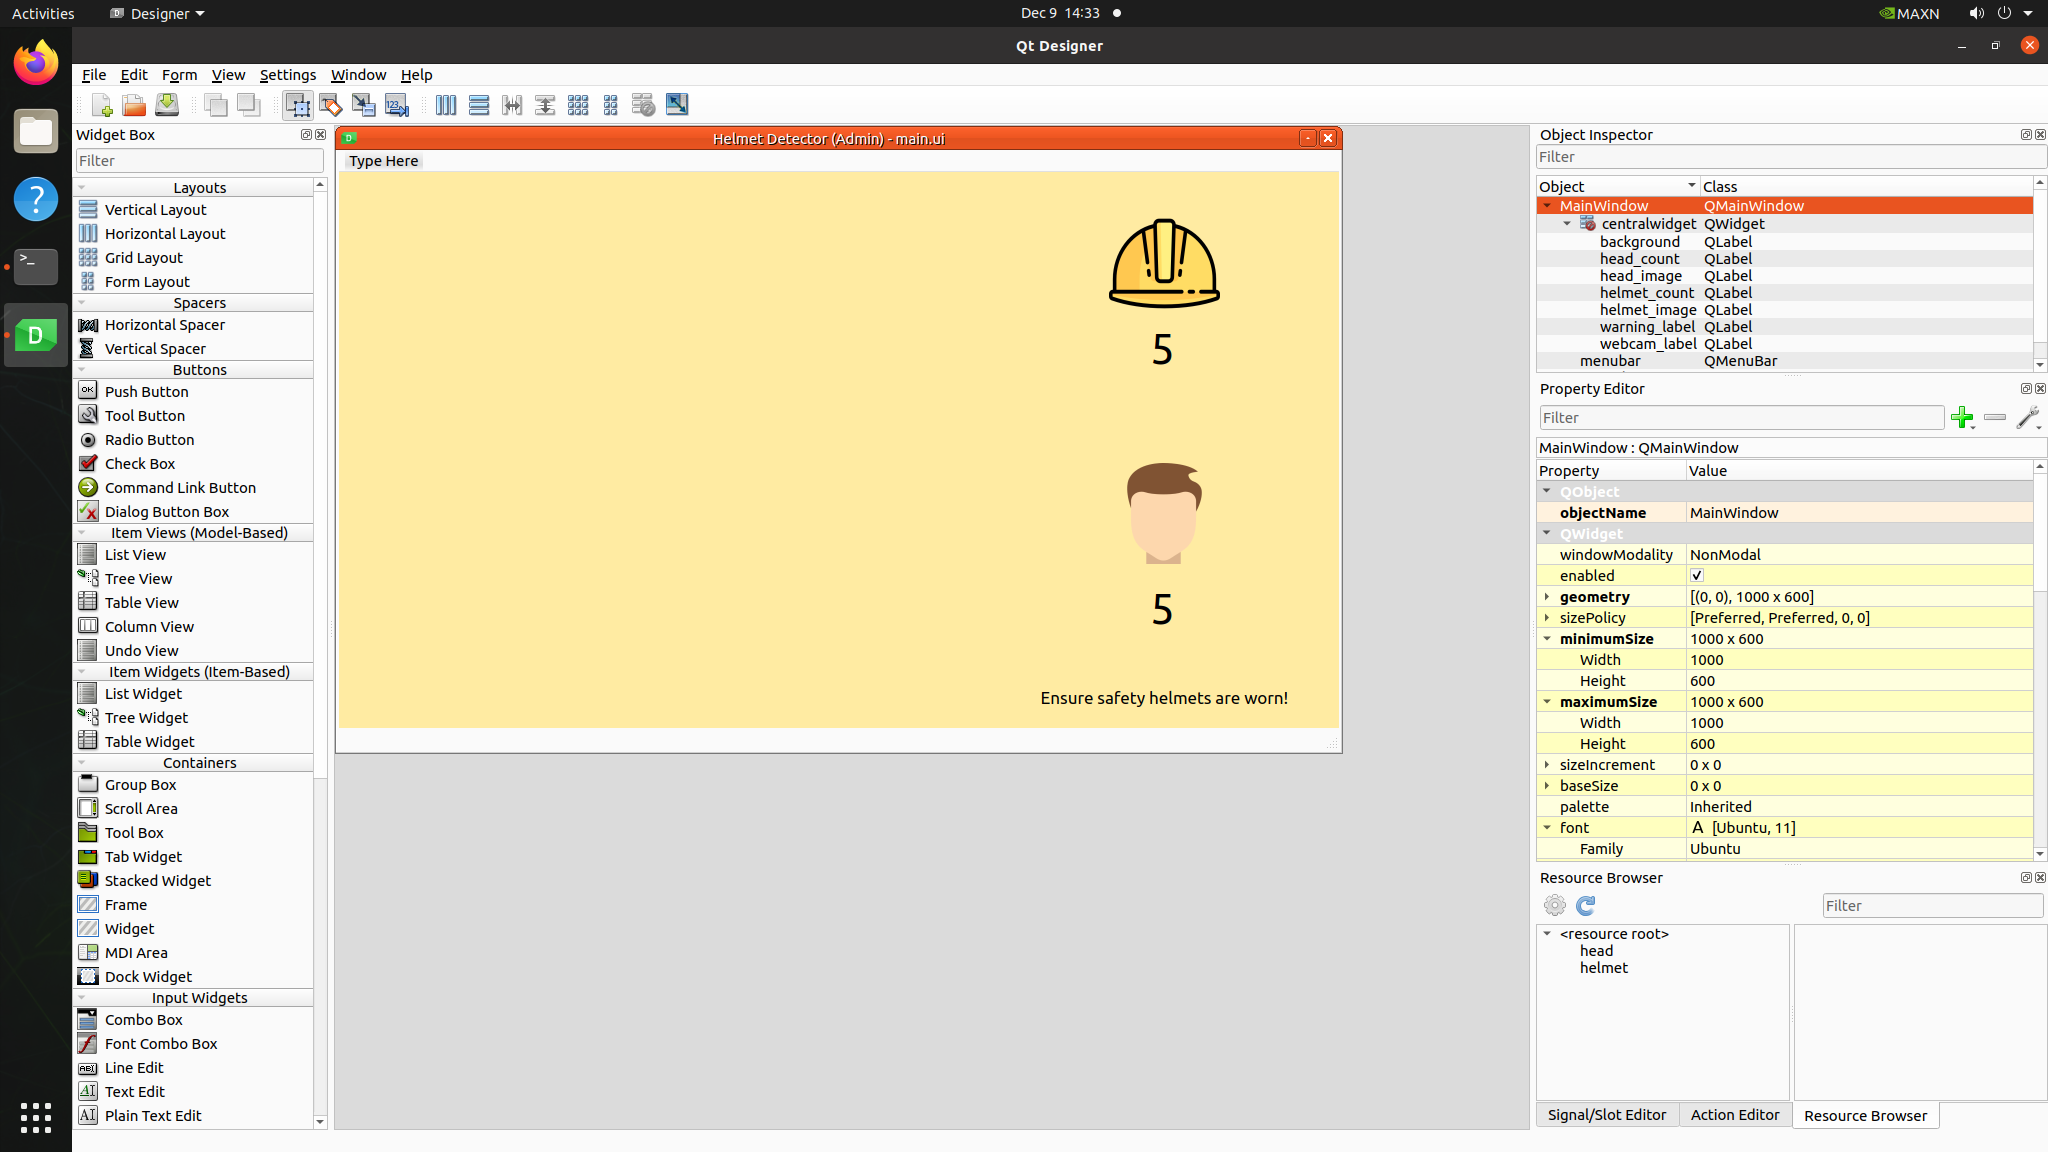 Activities
Designer
Dec 9 14:33
MAXN
Qt Designer
File Edit Form View Settings Window Help
Widget Box
Filter
Layouts
Vertical Layout
Horizontal Layout
Grid Layout
Form Layout
Spacers
Horizontal Spacer
Vertical Spacer
Buttons
Push Button
Tool Button
Radio Button
Check Box
Command Link Button
Dialog Button Box
Item Views (Model-Based)
List View
Tree View
Table View
Column View
Undo View
Item Widgets (Item-Based)
List Widget
Tree Widget
Table Widget
Containers
Group Box
Scroll Area
Tool Box
Tab Widget
Stacked Widget
Frame
Widget
MDI Area
Dock Widget
Input Widgets
Combo Box
Font Combo Box
Line Edit
Text Edit
Plain Text Edit
Helmet Detector (Admin) - main.ui
Type Here
5
5
Ensure safety helmets are worn!
Object Inspector
Filter
Object Class
MainWindow QMainWindow
centralwidget QWidget
background QLabel
head_count QLabel
head_image QLabel
helmet_count QLabel
helmet_image QLabel
warning_label QLabel
webcam_label QLabel
menubar QMenuBar
Property Editor
Filter
MainWindow : QMainWindow
Property Value
QObject
objectName MainWindow
QWidget
windowModality NonModal
enabled
geometry [(0, 0), 1000 x 600]
sizePolicy [Preferred, Preferred, 0, 0]
minimumSize 1000 x 600
Width 1000
Height 600
maximumSize 1000 x 600
Width 1000
Height 600
sizeIncrement 0 x 0
baseSize 0 x 0
palette Inherited
font A [Ubuntu, 11]
Family Ubuntu
Resource Browser
Filter
<resource root>
head
helmet
Signal/Slot Editor Action Editor Resource Browser